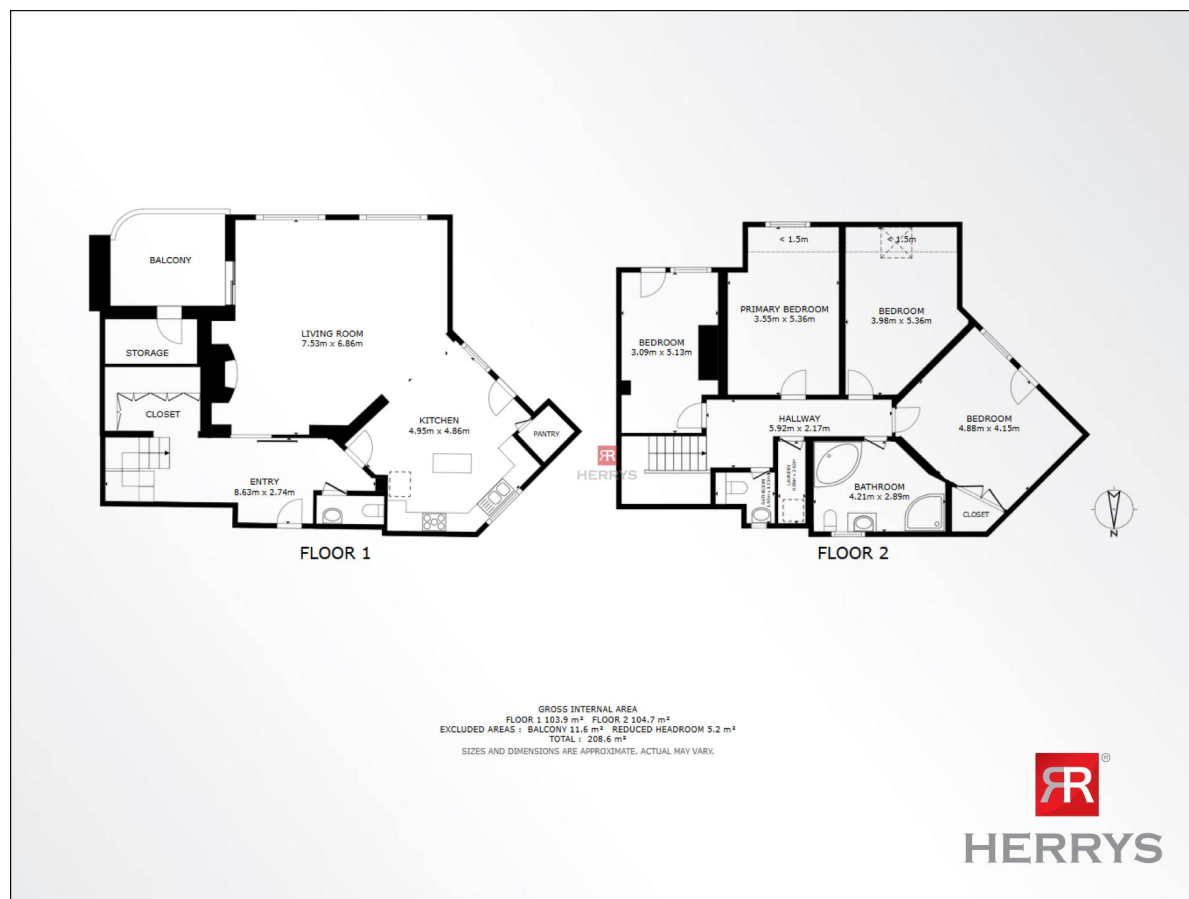 BALCONY
LIVING ROOM
7.53m x 6.86m
STORAGE
CLOSET
KITCHEN
4.95m x 4.86m
PANTRY
ENTRY
8.63m x 2.74m
FLOOR 1
< 1.5m
< 1.5m
PRIMARY BEDROOM
3.55m x 5.36m
BEDROOM
3.98m x 5.36m
BEDROOM
3.09m x 5.13m
HALLWAY
5.92m x 2.17m
BEDROOM
4.88m x 4.15m
LAUNDRY
BATHROOM
BATHROOM
4.21m x 2.89m
CLOSET
FLOOR 2
N
RR
HERRYS
GROSS INTERNAL AREA
FLOOR 1 103.9 m² FLOOR 2 104.7 m²
EXCLUDED AREAS : BALCONY 11.6 m² REDUCED HEADROOM 5.2 m²
TOTAL : 208.6 m²
SIZES AND DIMENSIONS ARE APPROXIMATE, ACTUAL MAY VARY.
RR®
HERRYS